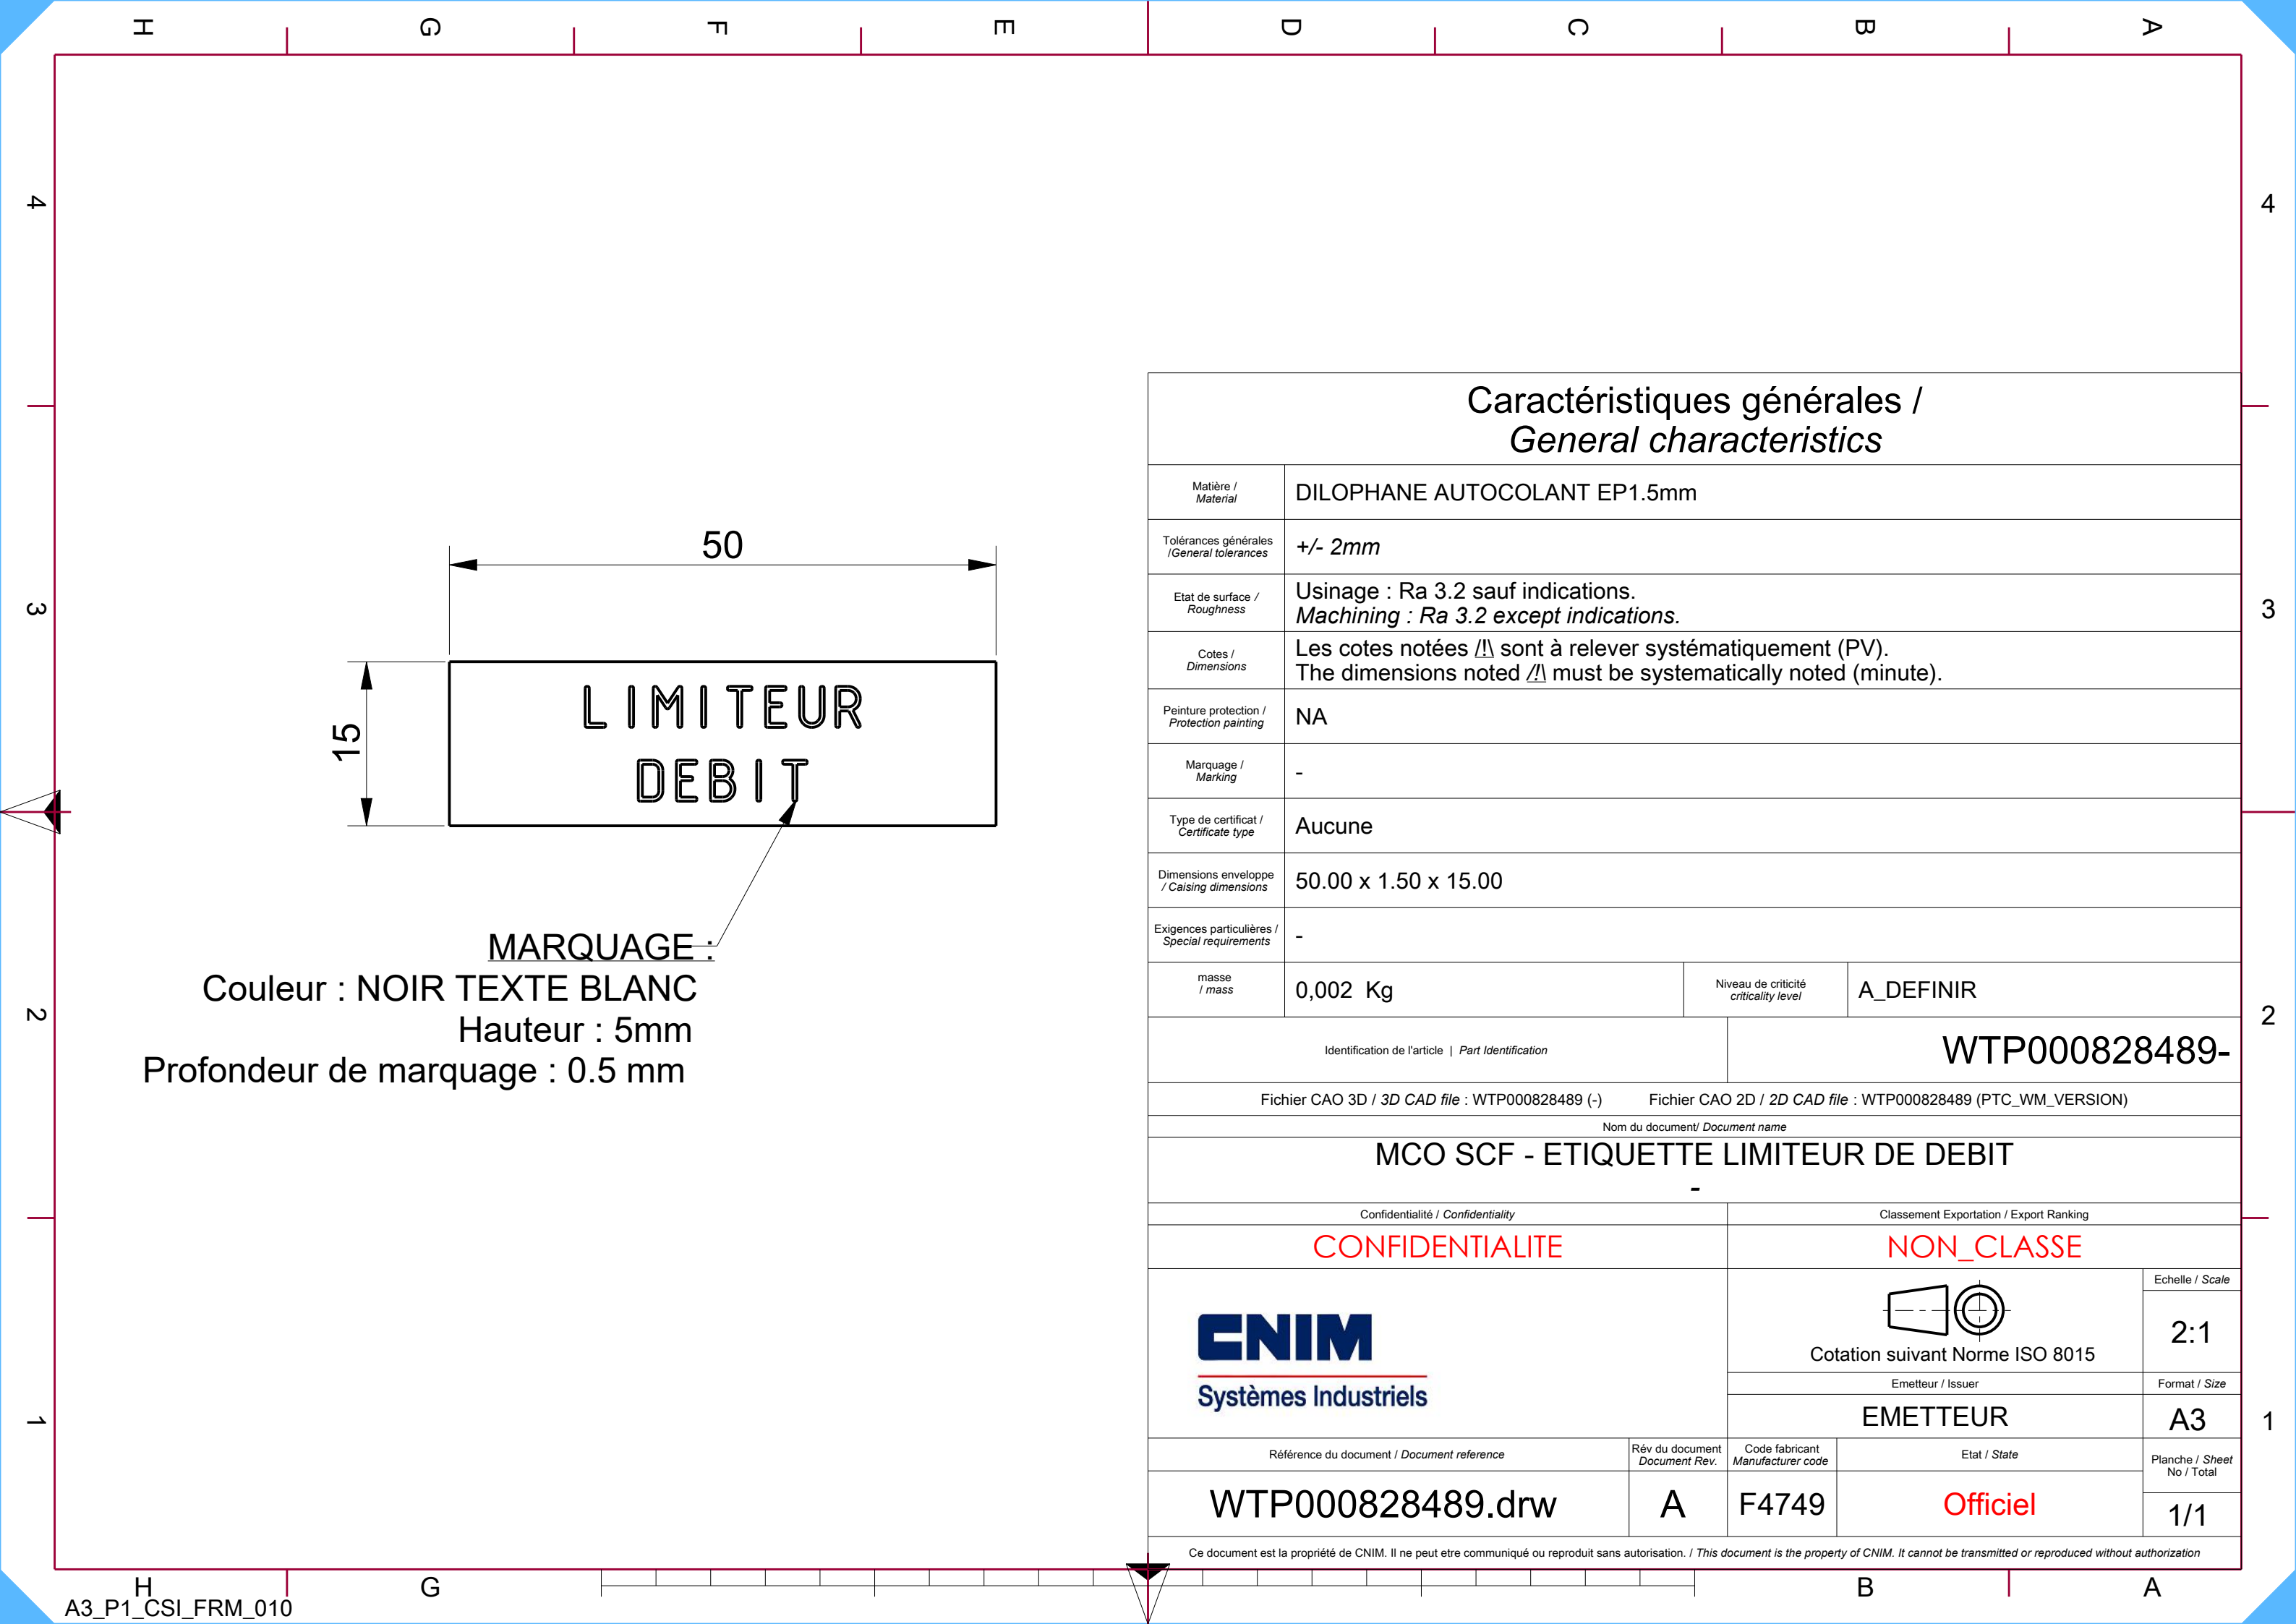 H G F E D C B A
4 4
Caractéristiques générales /
General characteristics
Matière /
Material
DILOPHANE AUTOCOLANT EP1.5mm
Tolérances générales
/General tolerances
+/- 2mm
Etat de surface /
Roughness
Usinage : Ra 3.2 sauf indications.
Machining : Ra 3.2 except indications.
3 3
Cotes /
Dimensions
Les cotes notées /!\ sont à relever systématiquement (PV).
The dimensions noted /!\ must be systematically noted (minute).
Peinture protection /
Protection painting
NA
Marquage /
Marking
-
Type de certificat /
Certificate type
Aucune
Dimensions enveloppe
/ Caising dimensions
50.00 x 1.50 x 15.00
Exigences particulières /
Special requirements
-
masse
/ mass
0,002 Kg
Niveau de criticité
criticality level
A_DEFINIR
50
15
LIMITEUR
DEBIT
MARQUAGE :
Couleur : NOIR TEXTE BLANC
Hauteur : 5mm
Profondeur de marquage : 0.5 mm
2 2
Identification de l'article | Part Identification
WTP000828489-
Fichier CAO 3D / 3D CAD file : WTP000828489 (-) Fichier CAO 2D / 2D CAD file : WTP000828489 (PTC_WM_VERSION)
Nom du document/ Document name
MCO SCF - ETIQUETTE LIMITEUR DE DEBIT
-
Confidentialité / Confidentiality
CONFIDENTIALITE
Classement Exportation / Export Ranking
NON_CLASSE
CNIM
Systèmes Industriels
Cotation suivant Norme ISO 8015
Echelle / Scale
2:1
Emetteur / Issuer
EMETTEUR
Format / Size
A3
1 1
Référence du document / Document reference
WTP000828489.drw
Rév du document
Document Rev.
A
Code fabricant
Manufacturer code
F4749
Etat / State
Officiel
Planche / Sheet
No / Total
1/1
Ce document est la propriété de CNIM. Il ne peut etre communiqué ou reproduit sans autorisation. / This document is the property of CNIM. It cannot be transmitted or reproduced without authorization
H G B A
A3_P1_CSI_FRM_010